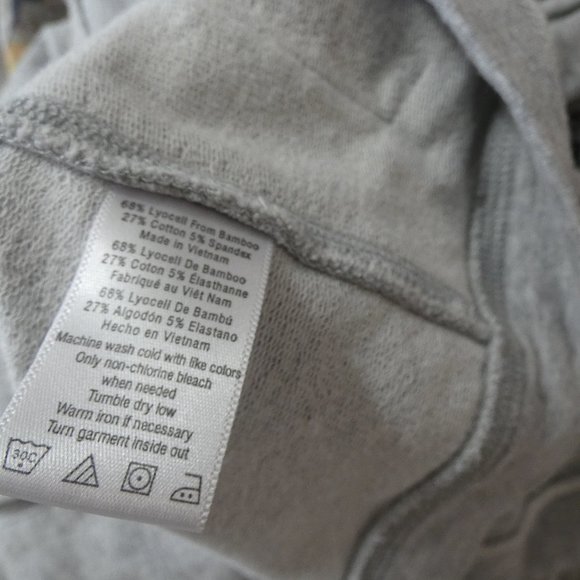 68% Lyocell From Bamboo
27% Cotton 5% Spandex
Made in Vietnam
68% Lyocell De Bamboo
27% Coton 5% Élasthanne
Fabriqué au Viêt Nam
68% Lyocell De Bambú
27% Algodón 5% Elastano
Hecho en Vietnam
Machine wash cold with like colors
Only non-chlorine bleach
when needed
Tumble dry low
Warm iron if necessary
Turn garment inside out
30C